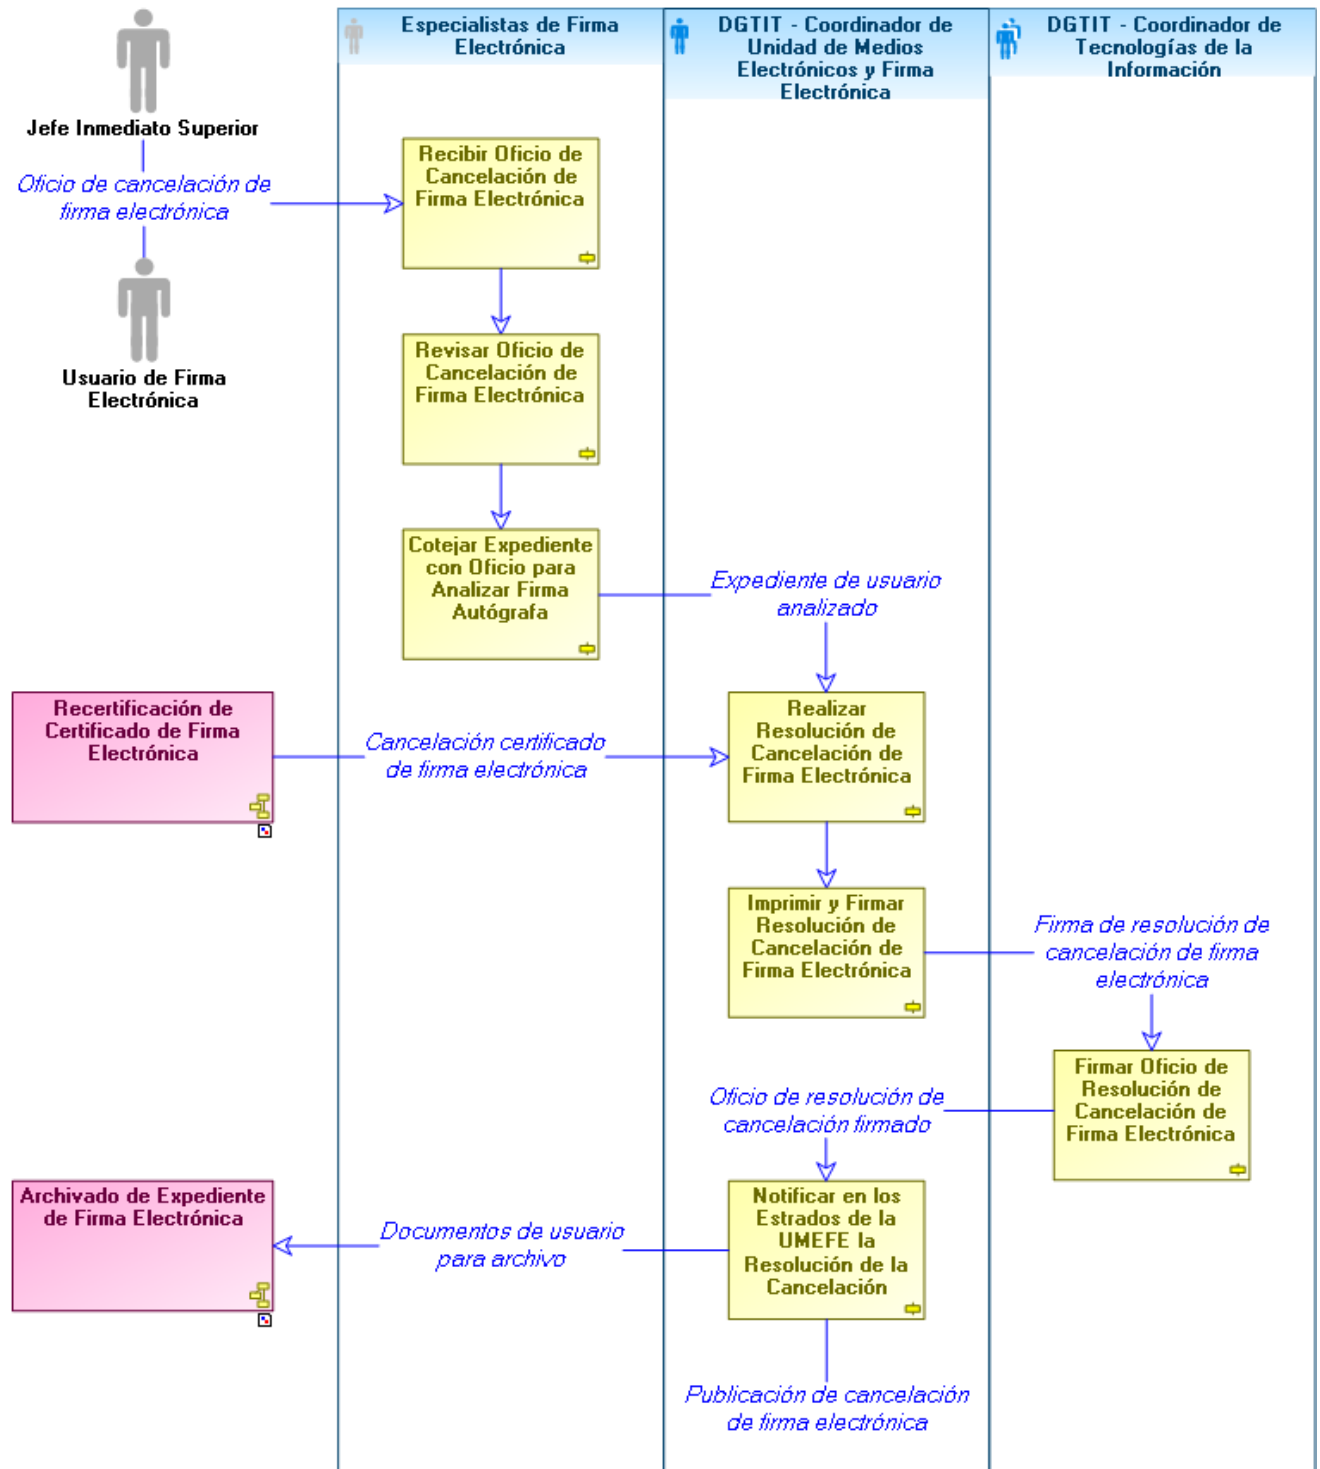 Especialistas de Firma
Electrónica
DGTIT - Coordinador de
Unidad de Medios
Electrónicos y Firma
Electrónica
DGTIT - Coordinador de
Tecnologías de la
Información
Jefe Inmediato Superior
Oficio de cancelación de
firma electrónica
Usuario de Firma
Electrónica
Recibir Oficio de
Cancelación de
Firma Electrónica
Revisar Oficio de
Cancelación de
Firma Electrónica
Cotejar Expediente
con Oficio para
Analizar Firma
Autógrafa
Expediente de usuario
analizado
Recertificación de
Certificado de Firma
Electrónica
Cancelación certificado
de firma electrónica
Realizar
Resolución de
Cancelación de
Firma Electrónica
Imprimir y Firmar
Resolución de
Cancelación de
Firma Electrónica
Firma de resolución de
cancelación de firma
electrónica
Firmar Oficio de
Resolución de
Cancelación de
Firma Electrónica
Oficio de resolución de
cancelación firmado
Notificar en los
Estrados de la
UMEFE la
Resolución de la
Cancelación
Documentos de usuario
para archivo
Archivado de Expediente
de Firma Electrónica
Publicación de cancelación
de firma electrónica